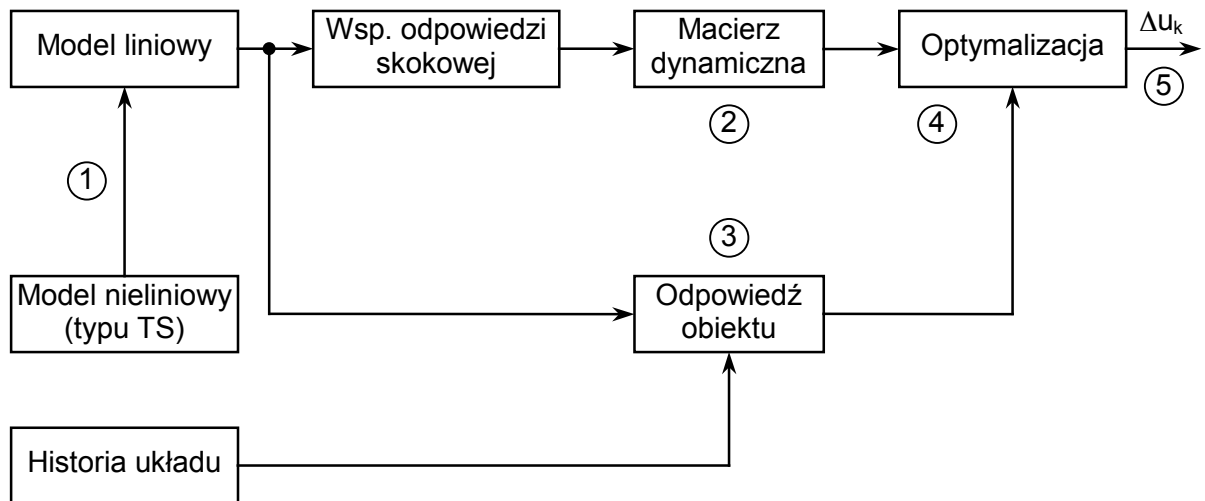 Model liniowy
Wsp. odpowiedzi
skokowej
Macierz
dynamiczna
Optymalizacja
Δuk
5
2
4
1
3
Model nieliniowy
(typu TS)
Odpowiedź
obiektu
Historia układu